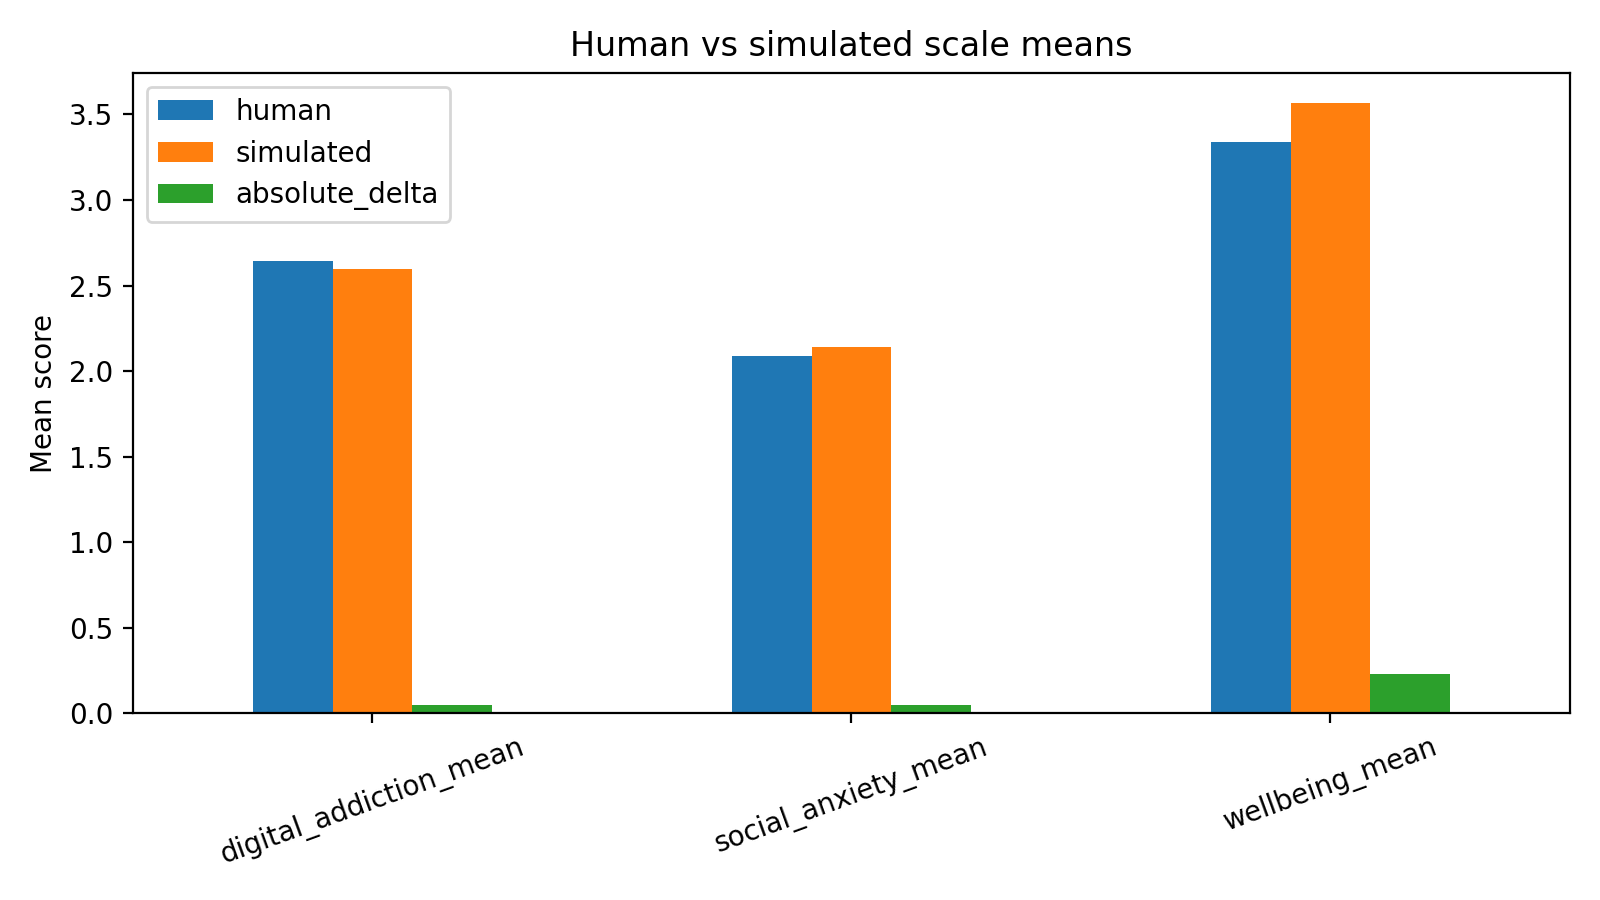 Human vs simulated scale means
human
simulated
absolute_delta
Mean score
3.5
3.0
2.5
2.0
1.5
1.0
0.5
0.0
digital_addiction_mean
social_anxiety_mean
wellbeing_mean